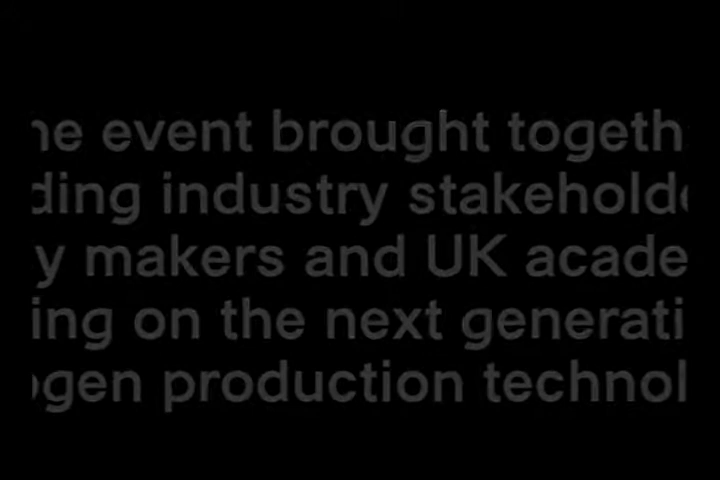 he event brought togeth
ding industry stakehold
y makers and UK acade
ing on the next generati
ogen production technol